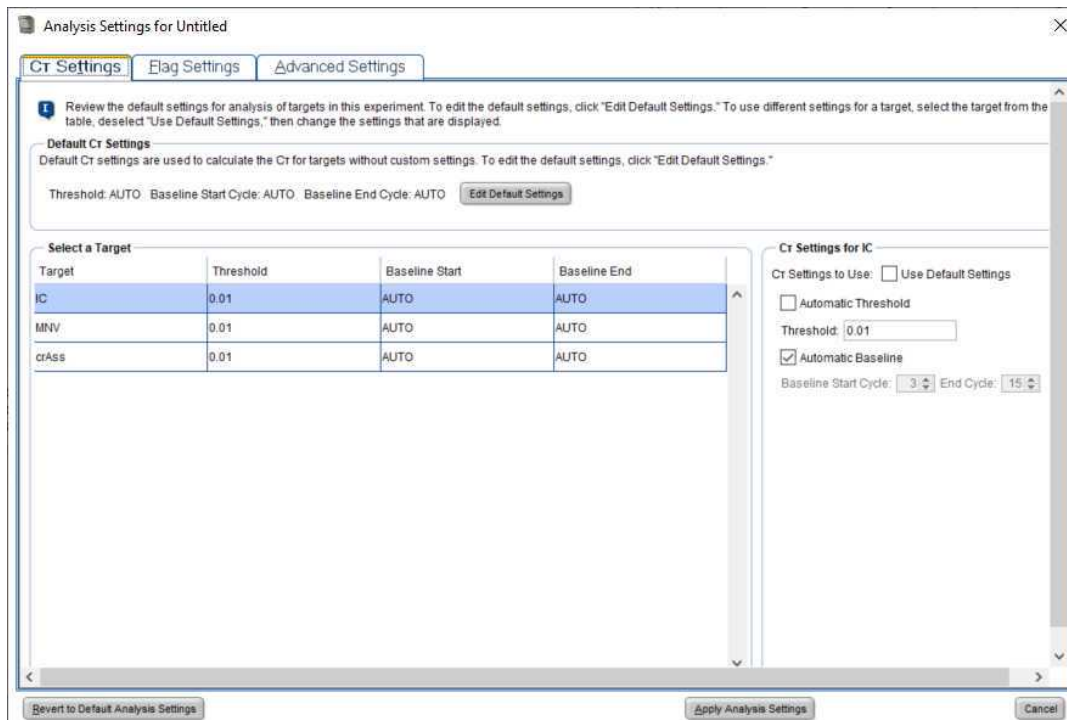 Analysis Settings for Untitled
CT Settings Flag Settings Advanced Settings
Review the default settings for analysis of targets in this experiment. To edit the default settings, click "Edit Default Settings." To use different settings for a target, select the target from the
table, deselect "Use Default Settings," then change the settings that are displayed.
Default CT Settings
Default CT settings are used to calculate the CT for targets without custom settings. To edit the default settings, click "Edit Default Settings."
Threshold: AUTO Baseline Start Cycle: AUTO Baseline End Cycle: AUTO Edit Default Settings
Select a Target
Target Threshold Baseline Start Baseline End
IC 0.01 AUTO AUTO
MNV 0.01 AUTO AUTO
crAss 0.01 AUTO AUTO
CT Settings for IC
CT Settings to Use: Use Default Settings
Automatic Threshold
Threshold: 0.01
Automatic Baseline
Baseline Start Cycle: 3 End Cycle: 15
Revert to Default Analysis Settings Apply Analysis Settings Cancel